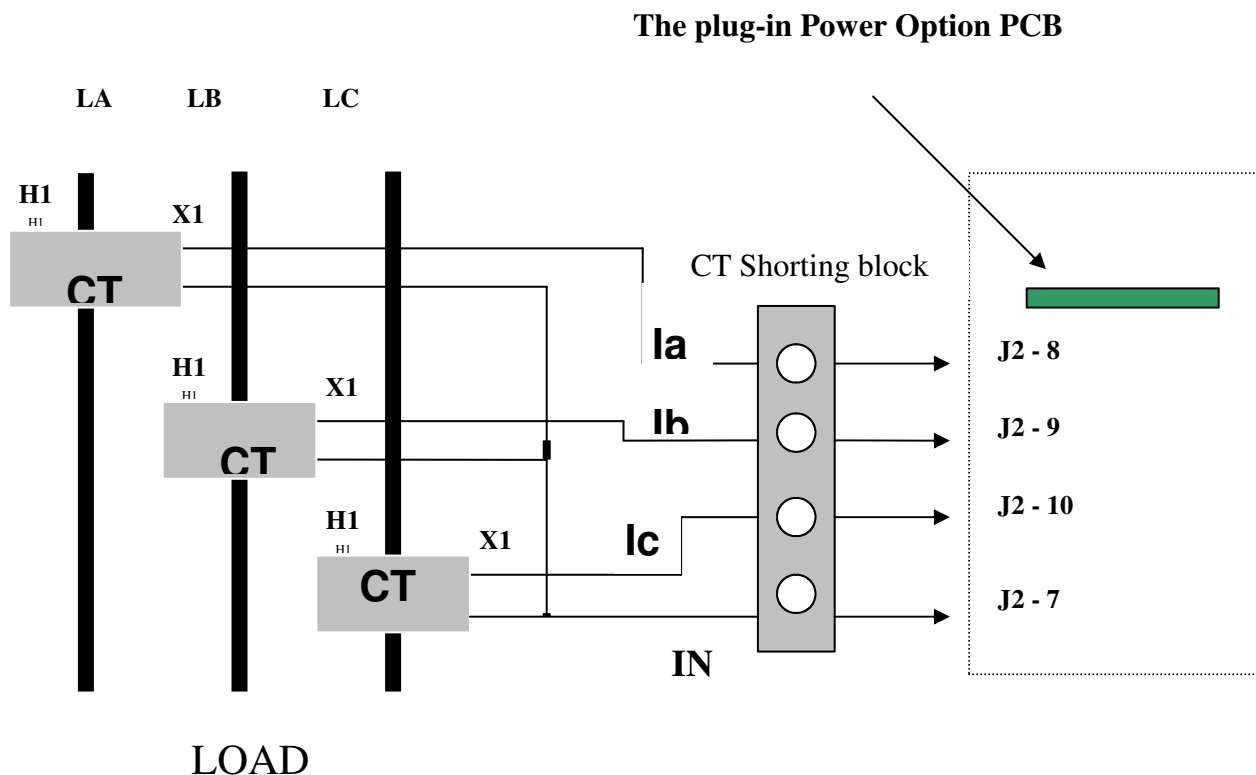 The plug-in Power Option PCB
LA LB LC
H1
H1
X1
CT
CT Shorting block
Ia
J2 - 8
H1
H1
X1
Ib
J2 - 9
CT
J2 - 10
H1
H1
X1
Ic
CT
J2 - 7
IN
LOAD